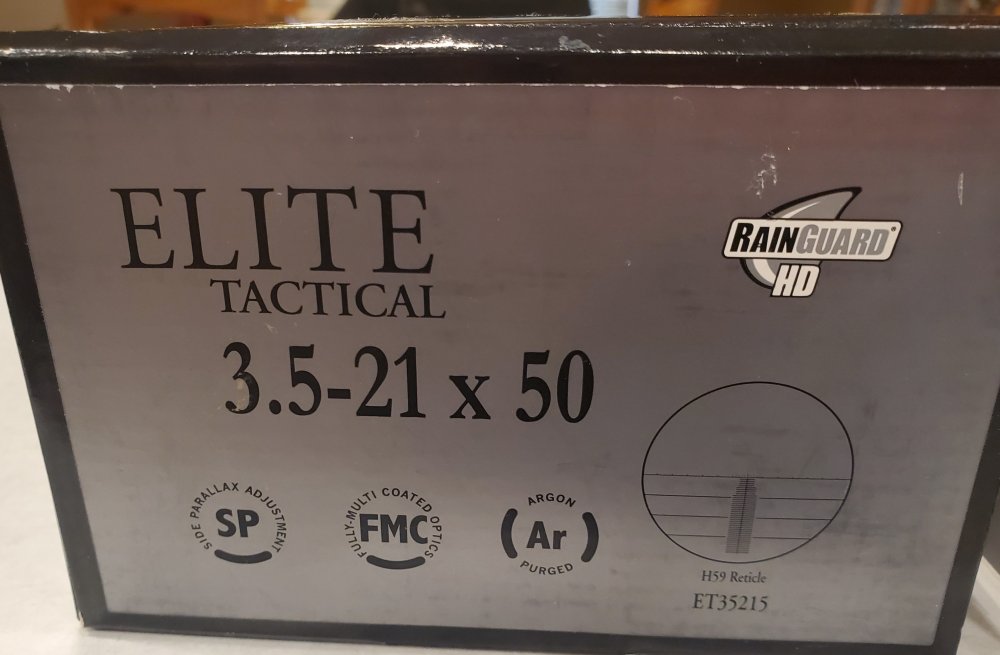 ELITE
TACTICAL
3.5-21 x 50
RAINGUARD®
HD
SIDE PARALLAX ADJUSTMENT
SP
FULLY-MULTI COATED OPTICS
FMC
ARGON
(Ar)
PURGED
H59 Reticle
ET35215